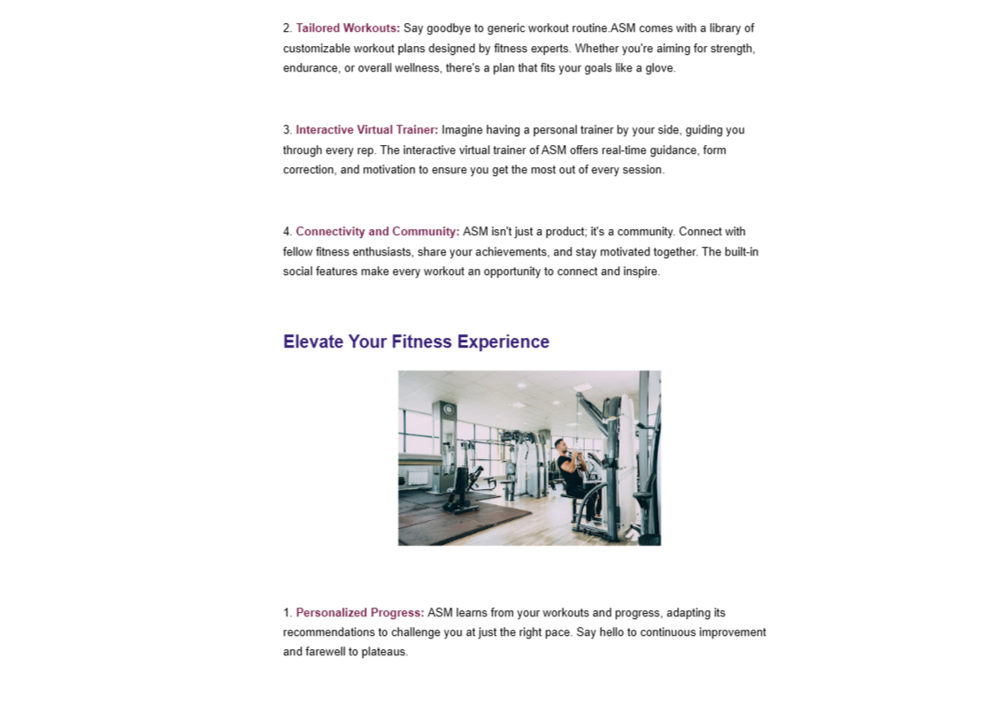 2. Tailored Workouts: Say goodbye to generic workout routine.ASM comes with a library of
customizable workout plans designed by fitness experts. Whether you're aiming for strength,
endurance, or overall wellness, there's a plan that fits your goals like a glove.
3. Interactive Virtual Trainer: Imagine having a personal trainer by your side, guiding you
through every rep. The interactive virtual trainer of ASM offers real-time guidance, form
correction, and motivation to ensure you get the most out of every session.
4. Connectivity and Community: ASM isn't just a product; it's a community. Connect with
fellow fitness enthusiasts, share your achievements, and stay motivated together. The built-in
social features make every workout an opportunity to connect and inspire.
Elevate Your Fitness Experience
1. Personalized Progress: ASM learns from your workouts and progress, adapting its
recommendations to challenge you at just the right pace. Say hello to continuous improvement
and farewell to plateaus.